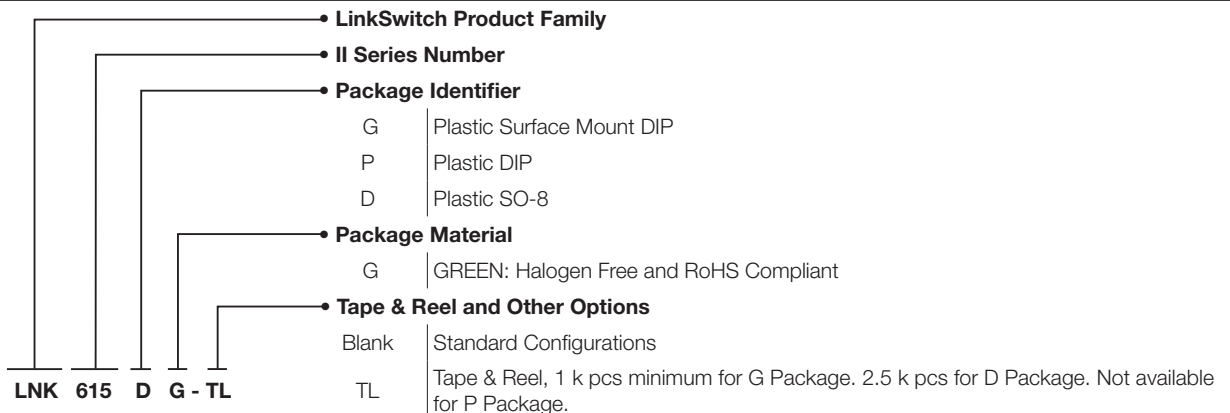 • LinkSwitch Product Family
• II Series Number
• Package Identifier
G Plastic Surface Mount DIP
P Plastic DIP
D Plastic SO-8
• Package Material
G GREEN: Halogen Free and RoHS Compliant
• Tape & Reel and Other Options
Blank Standard Configurations
TL Tape & Reel, 1 k pcs minimum for G Package. 2.5 k pcs for D Package. Not available
for P Package.
LNK 615 D G - TL